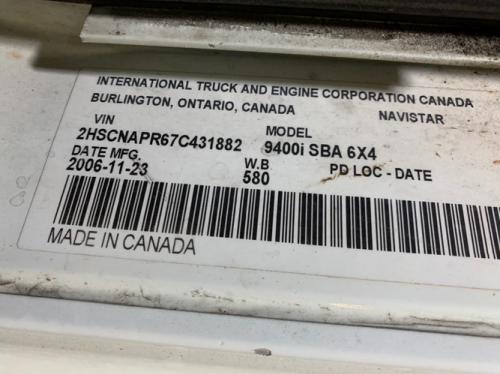 INTERNATIONAL TRUCK AND ENGINE CORPORATION CANADA
BURLINGTON, ONTARIO, CANADA NAVISTAR
VIN MODEL
2HSCNAPR67C431882 9400i SBA 6X4
DATE MFG. W.B PD LOC - DATE
2006-11-23 580
MADE IN CANADA